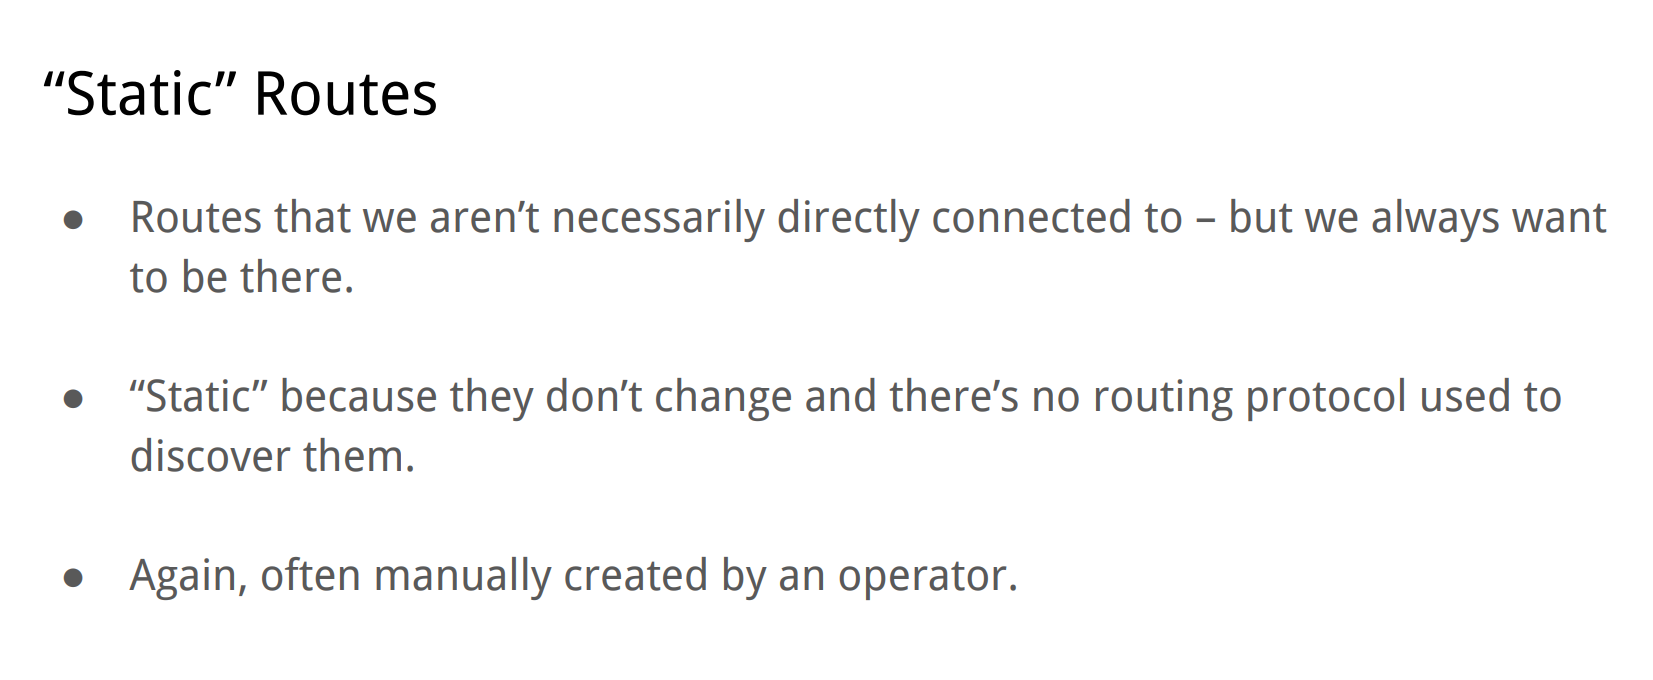 “Static” Routes
● Routes that we aren’t necessarily directly connected to – but we always want
to be there.
● “Static” because they don’t change and there’s no routing protocol used to
discover them.
● Again, often manually created by an operator.